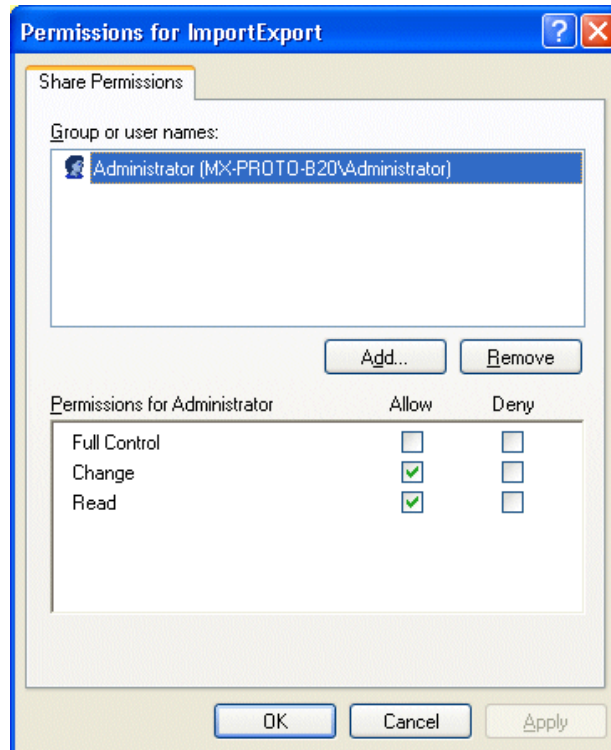 Permissions for ImportExport
Share Permissions
Group or user names:
Administrator (MX-PROTO-B20\Administrator)
Add... Remove
Permissions for Administrator Allow Deny
Full Control
Change
Read
OK Cancel Apply